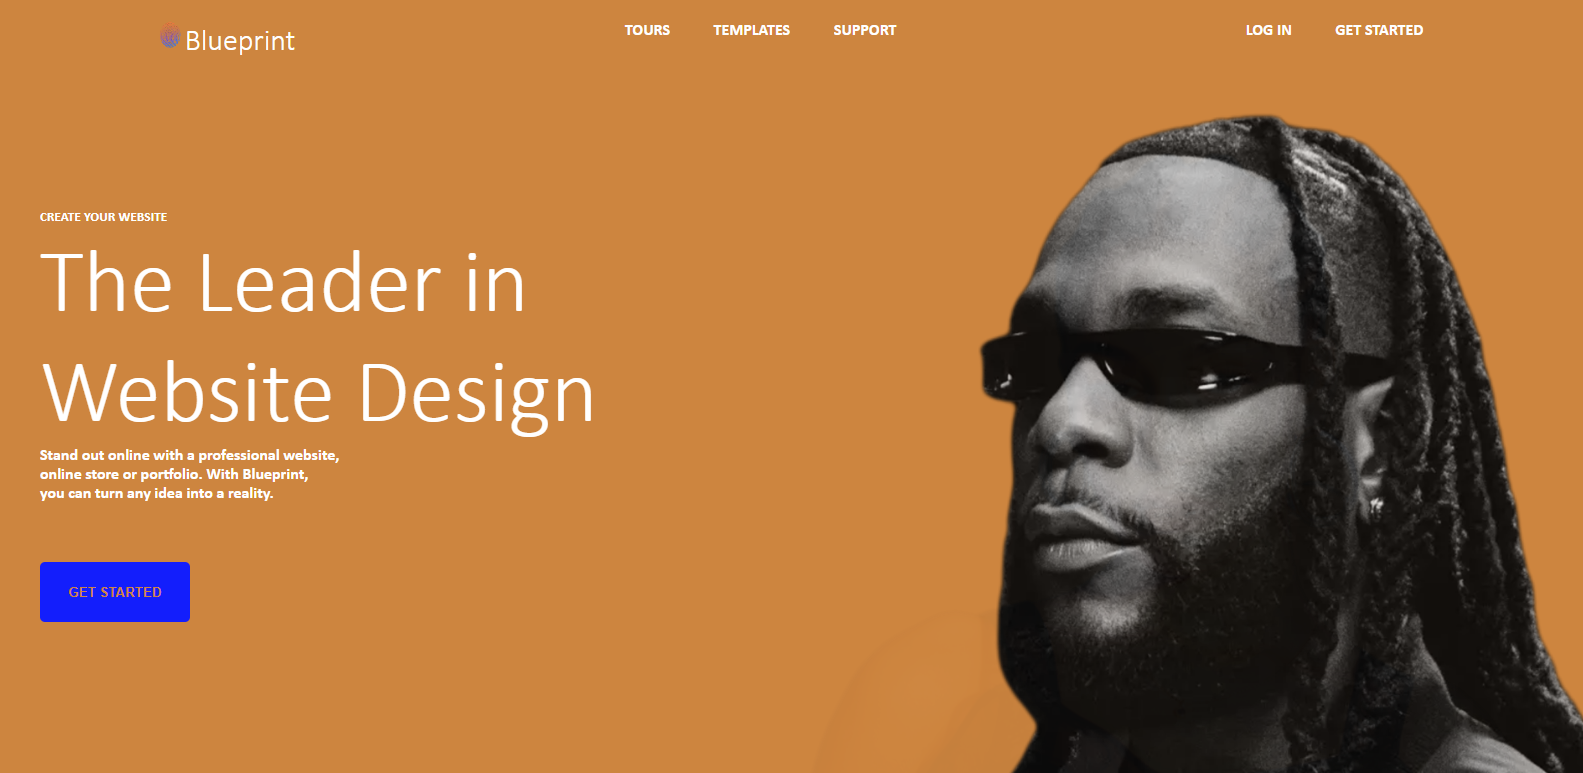 Blueprint
TOURS
TEMPLATES
SUPPORT
LOG IN
GET STARTED
CREATE YOUR WEBSITE
The Leader in
Website Design
Stand out online with a professional website,
online store or portfolio. With Blueprint,
you can turn any idea into a reality.
GET STARTED